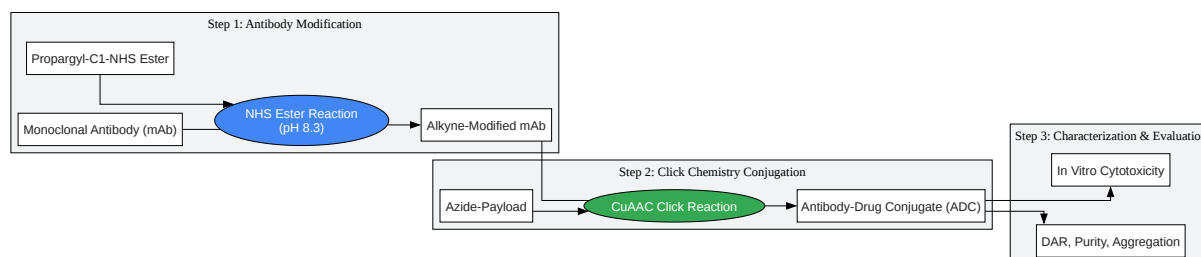 Step 1: Antibody Modification
Propargyl-C1-NHS Ester
Monoclonal Antibody (mAb)
NHS Ester Reaction
(pH 8.3)
Alkyne-Modified mAb
Step 2: Click Chemistry Conjugation
Azide-Payload
CuAAC Click Reaction
Antibody-Drug Conjugate (ADC)
Step 3: Characterization & Evaluatio
In Vitro Cytotoxicity
DAR, Purity, Aggregation